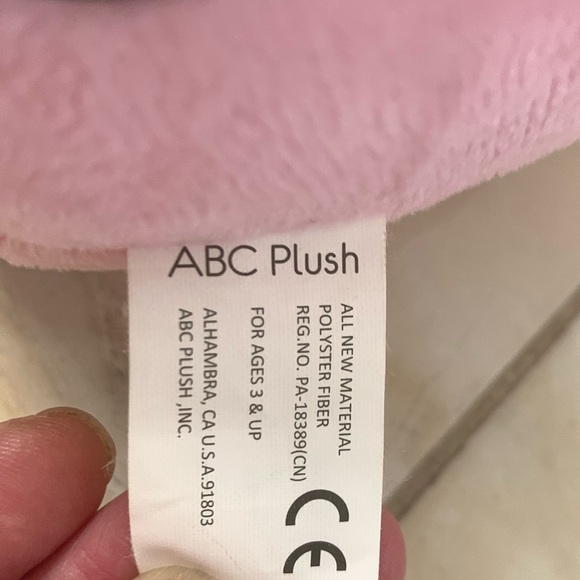 ABC Plush
ALL NEW MATERIAL
POLYSTER FIBER
REG.NO. PA-18389(CN)
FOR AGES 3 & UP
ALHAMBRA, CA U.S.A.91803
ABC PLUSH ,INC.
CE